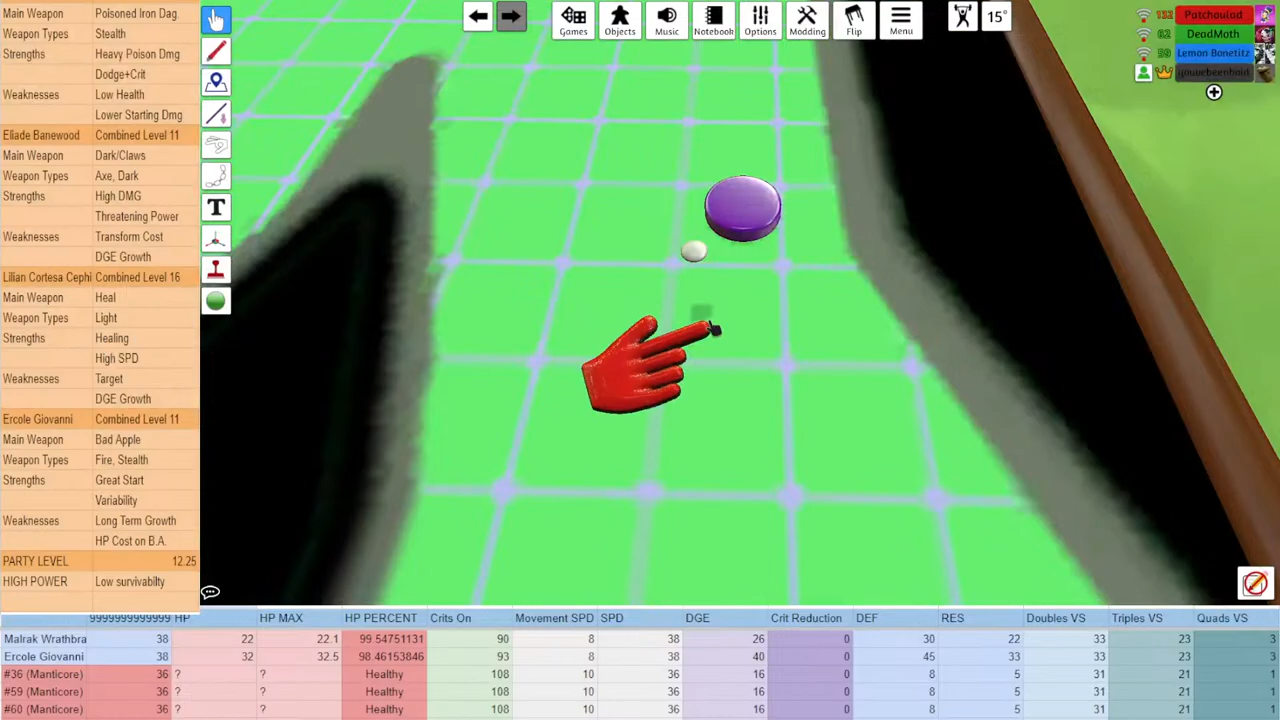 Main Weapon Poisoned Iron Dag.
Weapon Types Stealth
Strengths Heavy Poison Dmg
Dodge+Crit
Weaknesses Low Health
Lower Starting Dmg
Eliade Banewood Combined Level 11
Main Weapon Dark/Claws
Weapon Types Axe, Dark
Strengths High DMG
Threatening Power
Weaknesses Transform Cost
DGE Growth
Lilian Cortesa Cephi Combined Level 16
Main Weapon Heal
Weapon Types Light
Strengths Healing
High SPD
Weaknesses Target
DGE Growth
Ercole Giovanni Combined Level 11
Main Weapon Bad Apple
Weapon Types Fire, Stealth
Strengths Great Start
Variability
Weaknesses Long Term Growth
HP Cost on B.A.
PARTY LEVEL 12.25
HIGH POWER Low survivabilty
T
Games Objects Music Notebook Options Modding Flip Menu 15°
132 Patchoulad
62 DeadMoth
99 Lemon Bonetitz
9999999999999 HP HP MAX HP PERCENT Crits On Movement SPD SPD DGE Crit Reduction DEF RES Doubles VS Triples VS Quads VS
Malrak Wrathbra 38 22 22.1 99.54751131 90 8 38 26 0 30 22 33 23 3
Ercole Giovanni 38 32 32.5 98.46153846 93 8 38 40 0 45 33 33 23 3
#36 (Manticore) 36 ? ? Healthy 108 10 36 16 0 8 5 31 21 1
#59 (Manticore) 36 ? ? Healthy 108 10 36 16 0 8 5 31 21 1
#60 (Manticore) 36 ? ? Healthy 108 10 36 16 0 8 5 31 21 1